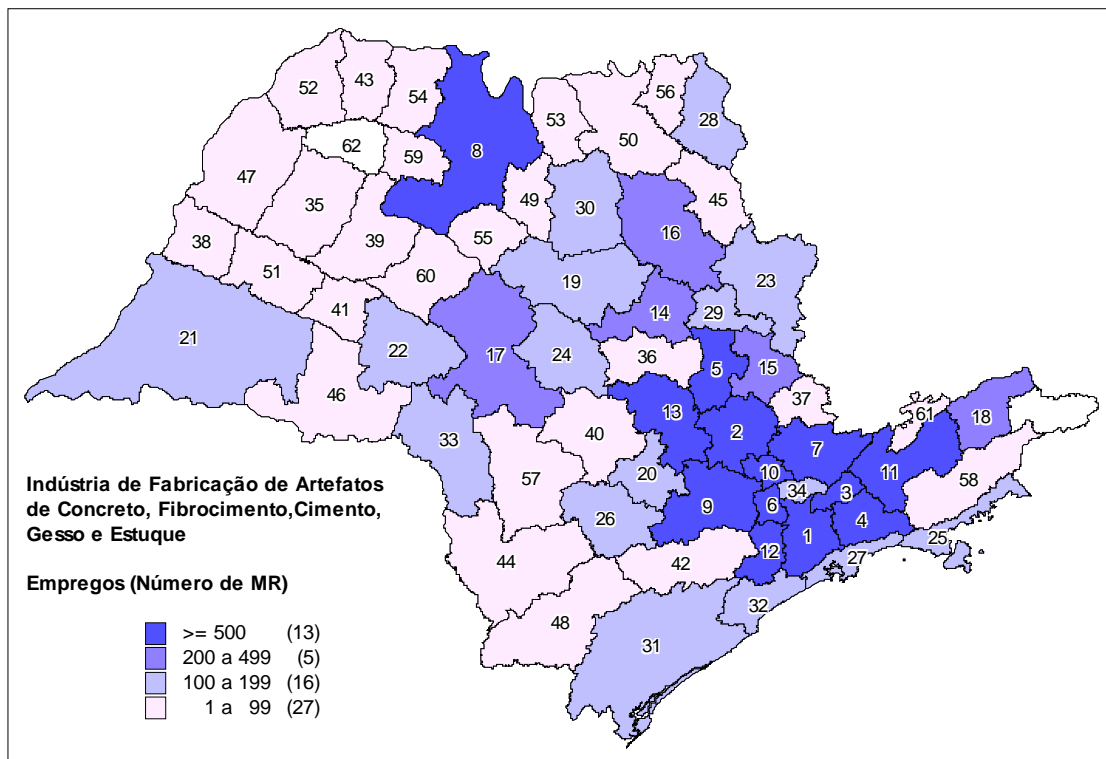 52 43 54 56
53 28
50
62 59 8
47 49 45
35 30
39 16
38 55
51 60 19 23
41 14 29
21 22 17 24 36 5 15
46 37
13 61 18
40 2
33 7 11
20 10 58
57 34 3
9 6
26 1 4 25
12 27
44 42
32
48
31
Indústria de Fabricação de Artefatos
de Concreto, Fibrocimento,Cimento,
Gesso e Estuque
Empregos (Número de MR)
>= 500 (13)
200 a 499 (5)
100 a 199 (16)
1 a 99 (27)